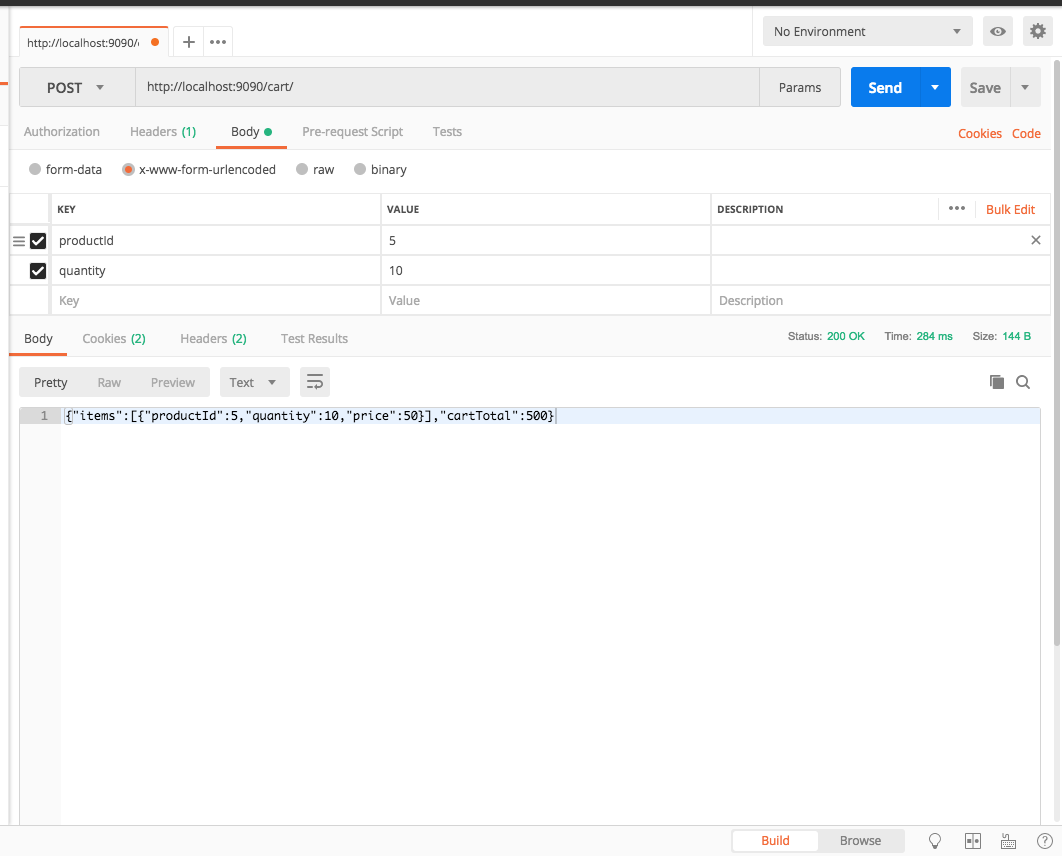 http://localhost:9090/
No Environment
POST http://localhost:9090/cart/ Params Send Save
Authorization Headers (1) Body Pre-request Script Tests Cookies Code
form-data x-www-form-urlencoded raw binary
KEY VALUE DESCRIPTION Bulk Edit
productId 5
quantity 10
Key Value Description
Body Cookies (2) Headers (2) Test Results Status: 200 OK Time: 284 ms Size: 144 B
Pretty Raw Preview Text
1 {"items":[{"productId":5,"quantity":10,"price":50}],"cartTotal":500}
Build Browse